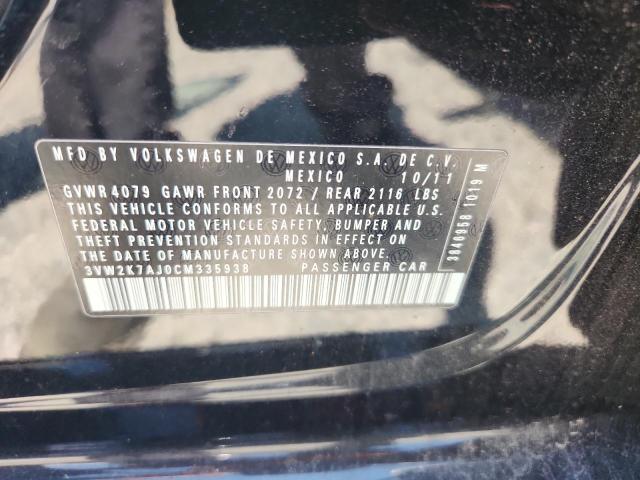 MFD BY VOLKSWAGEN DE MEXICO S.A. DE C.V.
MEXICO 10/11
GVWR 4079 GAWR FRONT 2072 / REAR 2116 LBS
THIS VEHICLE CONFORMS TO ALL APPLICABLE U.S.
FEDERAL MOTOR VEHICLE SAFETY, BUMPER AND
THEFT PREVENTION STANDARDS IN EFFECT ON THE
DATE OF MANUFACTURE SHOWN ABOVE.
3VW2K7AJ0CM335938 PASSENGER CAR
3846958 1019 M